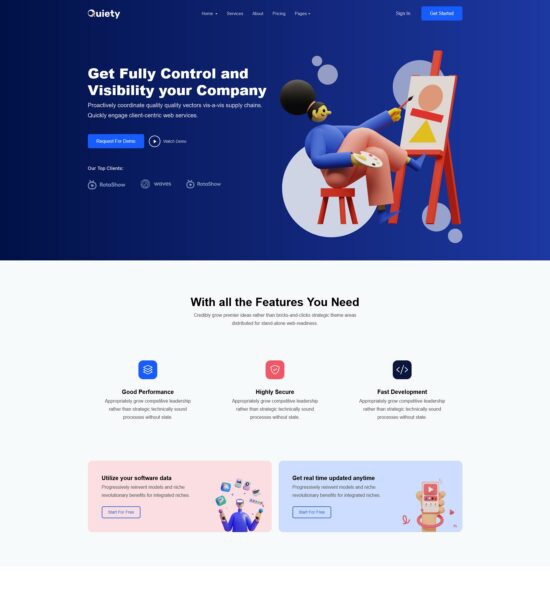 Quiety
Home Services About Pricing Pages
Sign In
Get Started
Get Fully Control and
Visibility your Company
Proactively coordinate quality quality vectors vis-a-vis supply chains.
Quickly engage client-centric web services.
Request For Demo
Watch Demo
Our Top Clients:
RotaShow
waves
RotaShow
With all the Features You Need
Credibly grow premier ideas rather than bricks-and-clicks strategic theme areas
distributed for stand alone web-readiness.
Good Performance
Appropriately grow competitive leadership
rather than strategic technically sound
processes without state.
Highly Secure
Appropriately grow competitive leadership
rather than strategic technically sound
processes without state.
Fast Development
Appropriately grow competitive leadership
rather than strategic technically sound
processes without state.
Utilize your software data
Progressively reinvent models and niche
revolutionary benefits for integrated niches.
Start For Free
Get real time updated anytime
Progressively reinvent models and niche
revolutionary benefits for integrated niches.
Start For Free